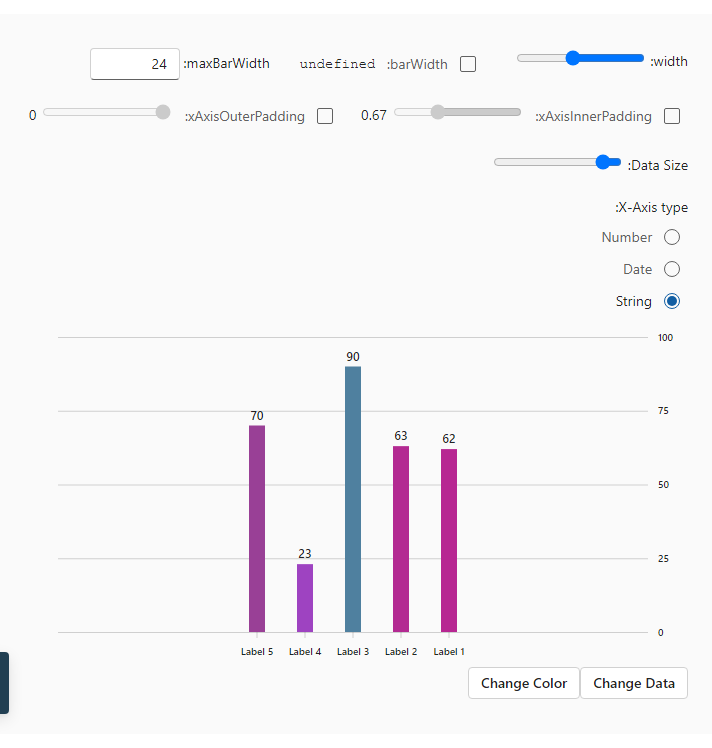 width:
barWidth: undefined
maxBarWidth: 24
xAxisInnerPadding: 0.67
xAxisOuterPadding: 0
Data Size:
X-Axis type:
Number
Date
String
100
75
50
25
0
70
23
90
63
62
Label 5 Label 4 Label 3 Label 2 Label 1
Change Color Change Data